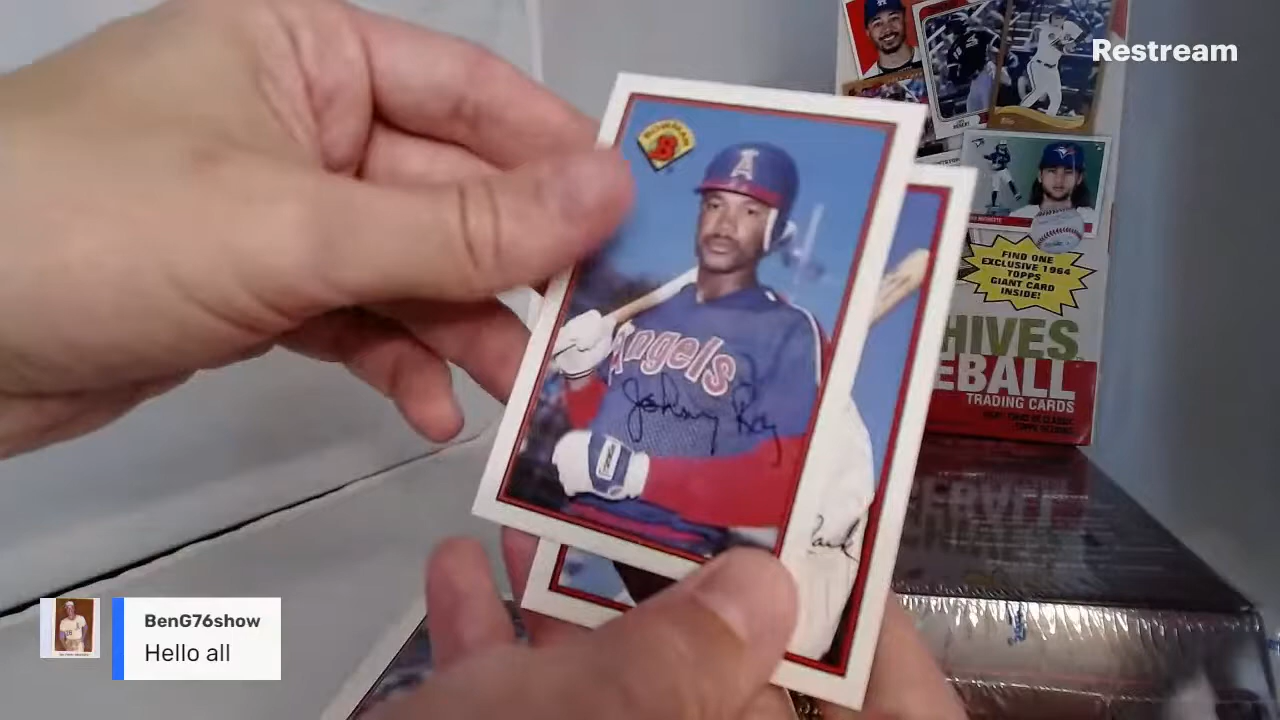 Restream
BOWMAN
B
A
Angels
Johnny Ray
FIND ONE
EXCLUSIVE 1964
TOPPS
GIANT CARD
INSIDE!
HIVES
EBALL
TRADING CARDS
BenG76show
Hello all